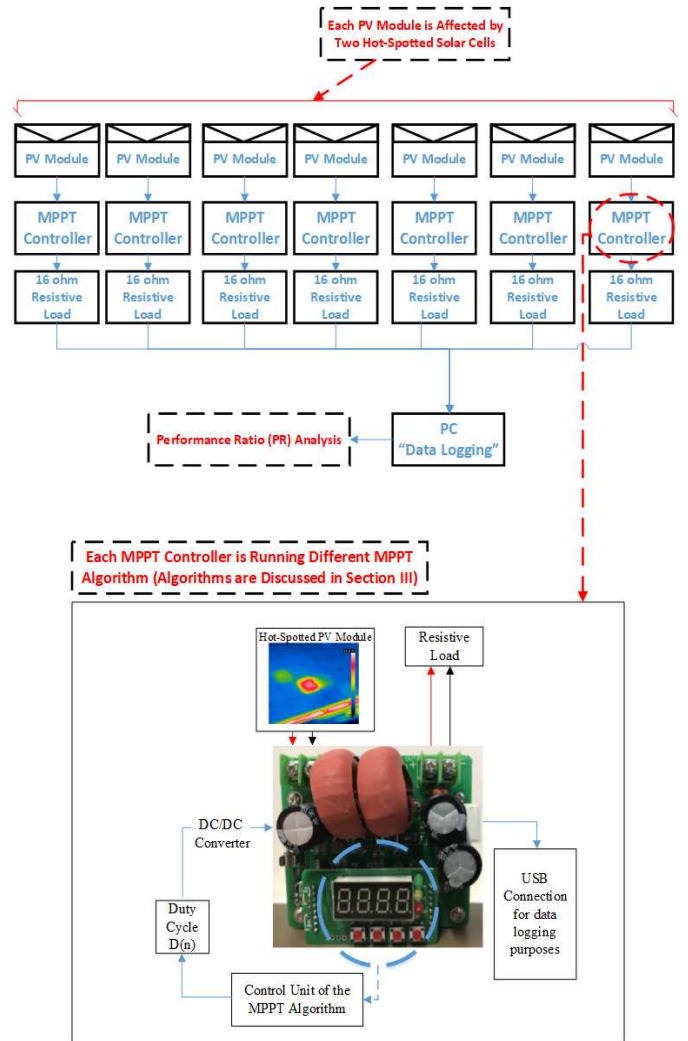 Each PV Module is Affected by
Two Hot-Spotted Solar Cells
PV Module PV Module PV Module PV Module PV Module PV Module PV Module
MPPT MPPT MPPT MPPT MPPT MPPT MPPT
Controller Controller Controller Controller Controller Controller Controller
16 ohm 16 ohm 16 ohm 16 ohm 16 ohm 16 ohm 16 ohm
Resistive Resistive Resistive Resistive Resistive Resistive Resistive
Load Load Load Load Load Load Load
Performance Ratio (PR) Analysis
PC
“Data Logging”
Each MPPT Controller is Running Different MPPT
Algorithm (Algorithms are Discussed in Section III)
Hot-Spotted PV Module
Resistive
Load
+ -
DC/DC
Converter
8.8.8.8.
Duty
Cycle
D(n)
USB
Connection
for data
logging
purposes
Control Unit of the
MPPT Algorithm